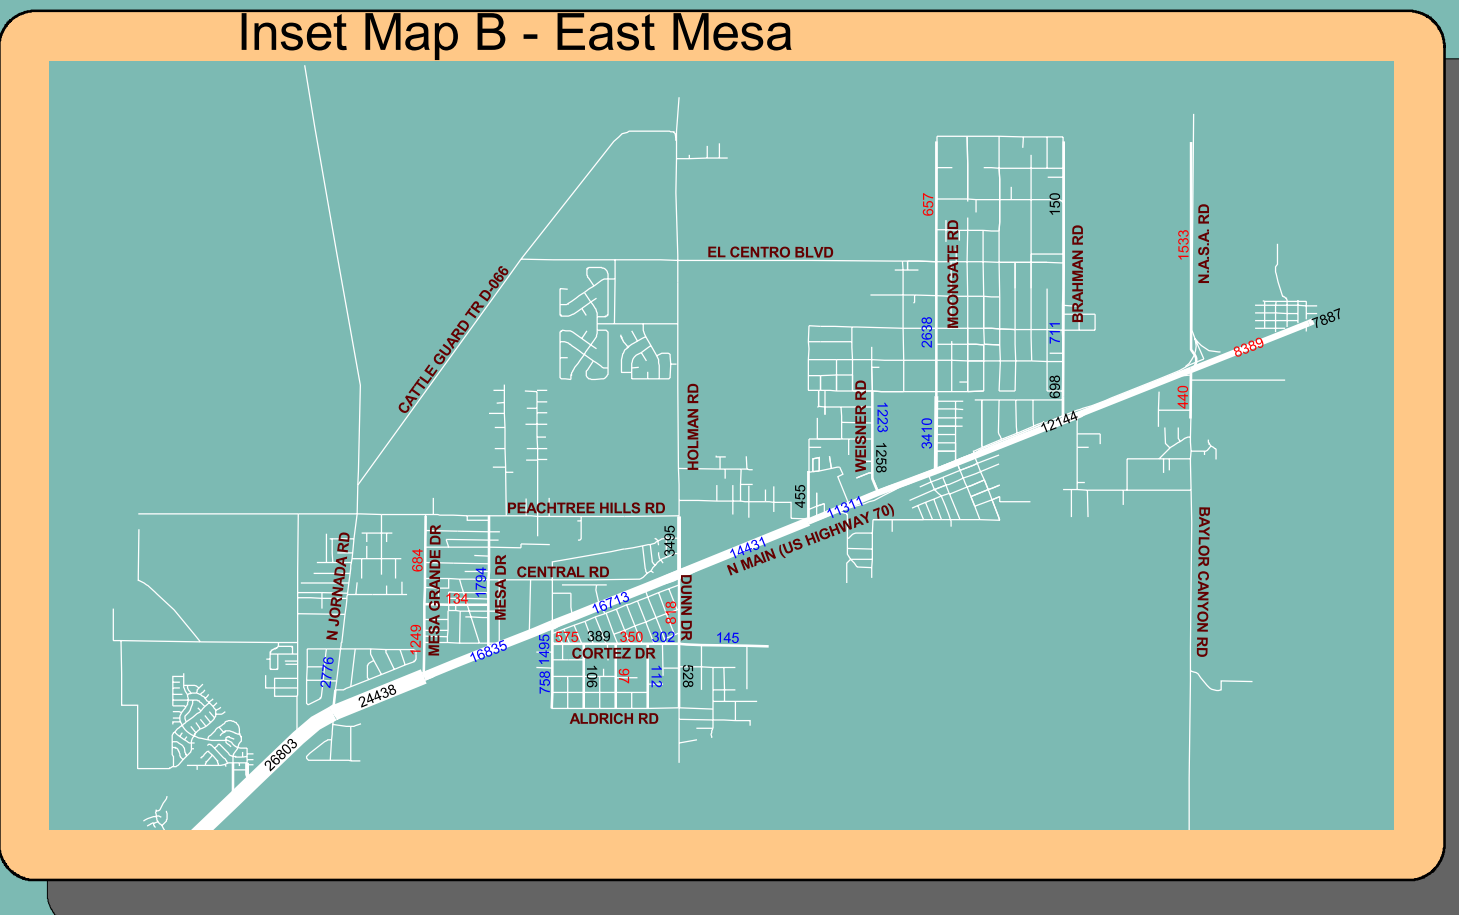 Inset Map B - East Mesa
657
150
1533
N.A.S.A. RD
MOONGATE RD
BRAHMAN RD
EL CENTRO BLVD
CATTLE GUARD TR D-066
2638
711
7887
8389
698
440
HOLMAN RD
WEISNER RD
1223
1258
3410
12144
455
11311
PEACHTREE HILLS RD
N MAIN (US HIGHWAY 70)
14431
3495
BAYLOR CANYON RD
N JORNADA RD
684
MESA GRANDE DR
1794
MESA DR
CENTRAL RD
134
16713
818
DUNN DR
1249
16835
1495
575
389
350
302
145
CORTEZ DR
2776
758
106
97
112
528
24438
ALDRICH RD
26803